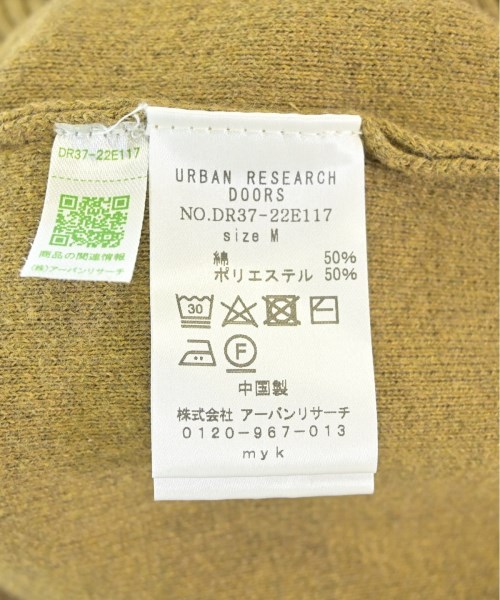 DR37-22E117
商品の関連情報
(株)アーバンリサーチ
URBAN RESEARCH
DOORS
NO.DR37-22E117
size M
綿 50%
ポリエステル 50%
30
F
中国製
株式会社 アーバンリサーチ
0120-967-013
myk